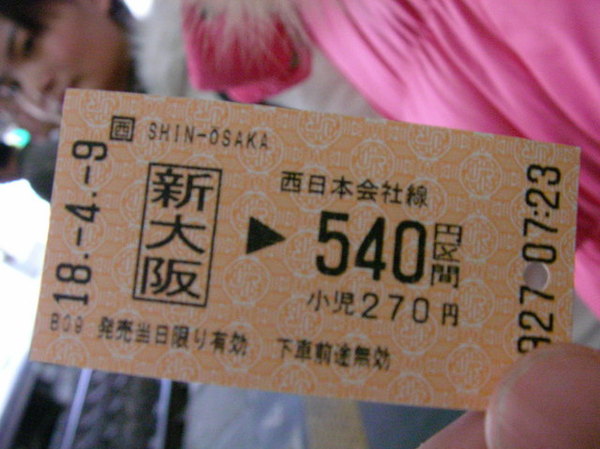 西 SHIN-OSAKA
18.-4.-9
新大阪
▶
西日本会社線
540円区間
小児270円
809 発売当日限り有効 下車前途無効
07:23